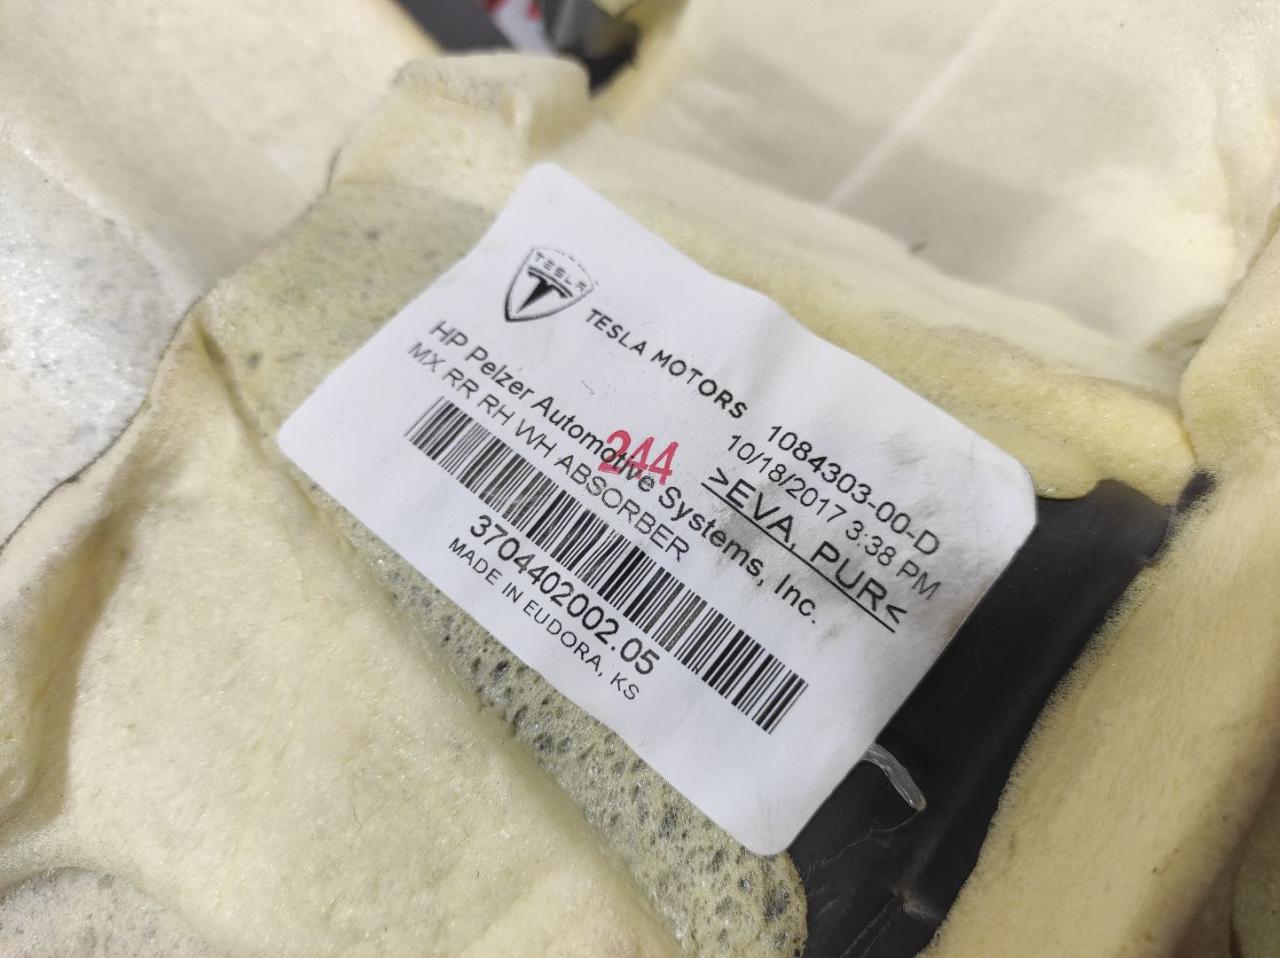 TESLA
TESLA MOTORS
1084303-00-D
10/18/2017 3:38 PM
>EVA, PUR<
HP Pelzer Automotive Systems, Inc.
MX RR RH WH ABSORBER
244
3704402002.05
MADE IN EUDORA, KS